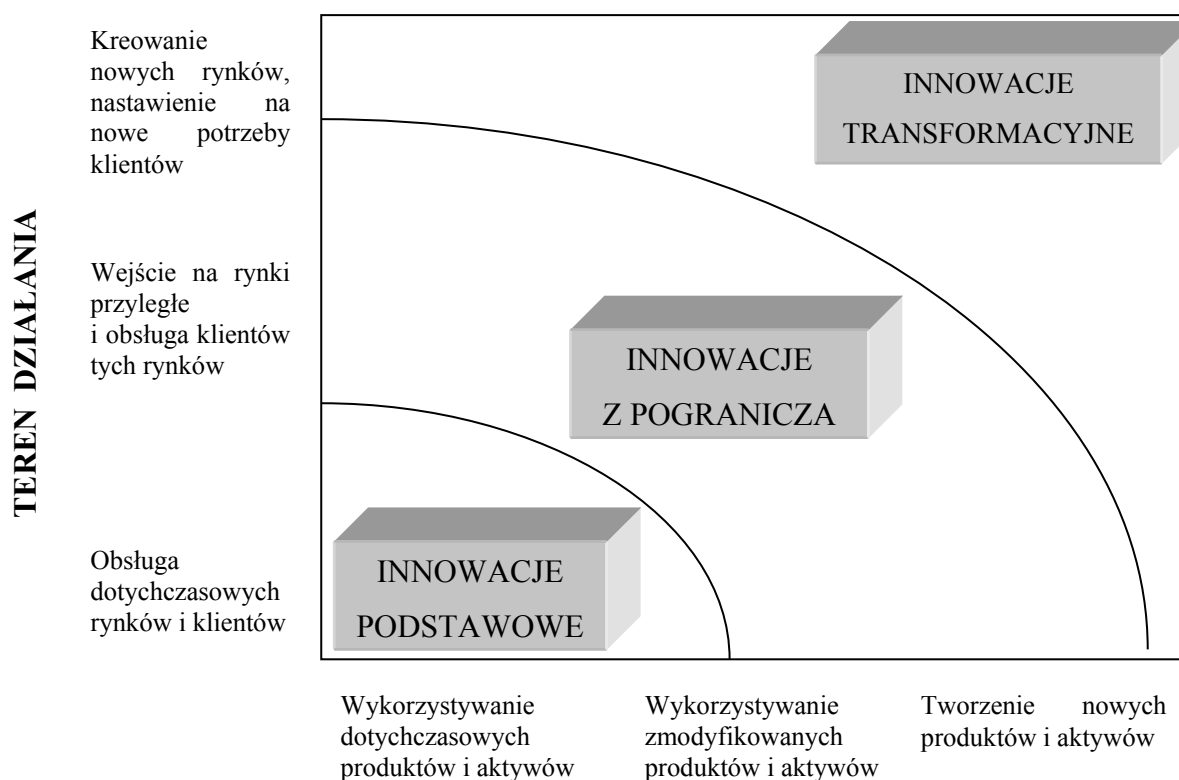 Kreowanie
nowych rynków,
nastawienie na
nowe potrzeby
klientów
INNOWACJE
TRANSFORMACYJNE
TEREN DZIAŁANIA
Wejście na rynki
przyległe
i obsługa klientów
tych rynków
INNOWACJE
Z POGRANICZA
Obsługa
dotychczasowych
rynków i klientów
INNOWACJE
PODSTAWOWE
Wykorzystywanie
dotychczasowych
produktów i aktywów
Wykorzystywanie
zmodyfikowanych
produktów i aktywów
Tworzenie nowych
produktów i aktywów